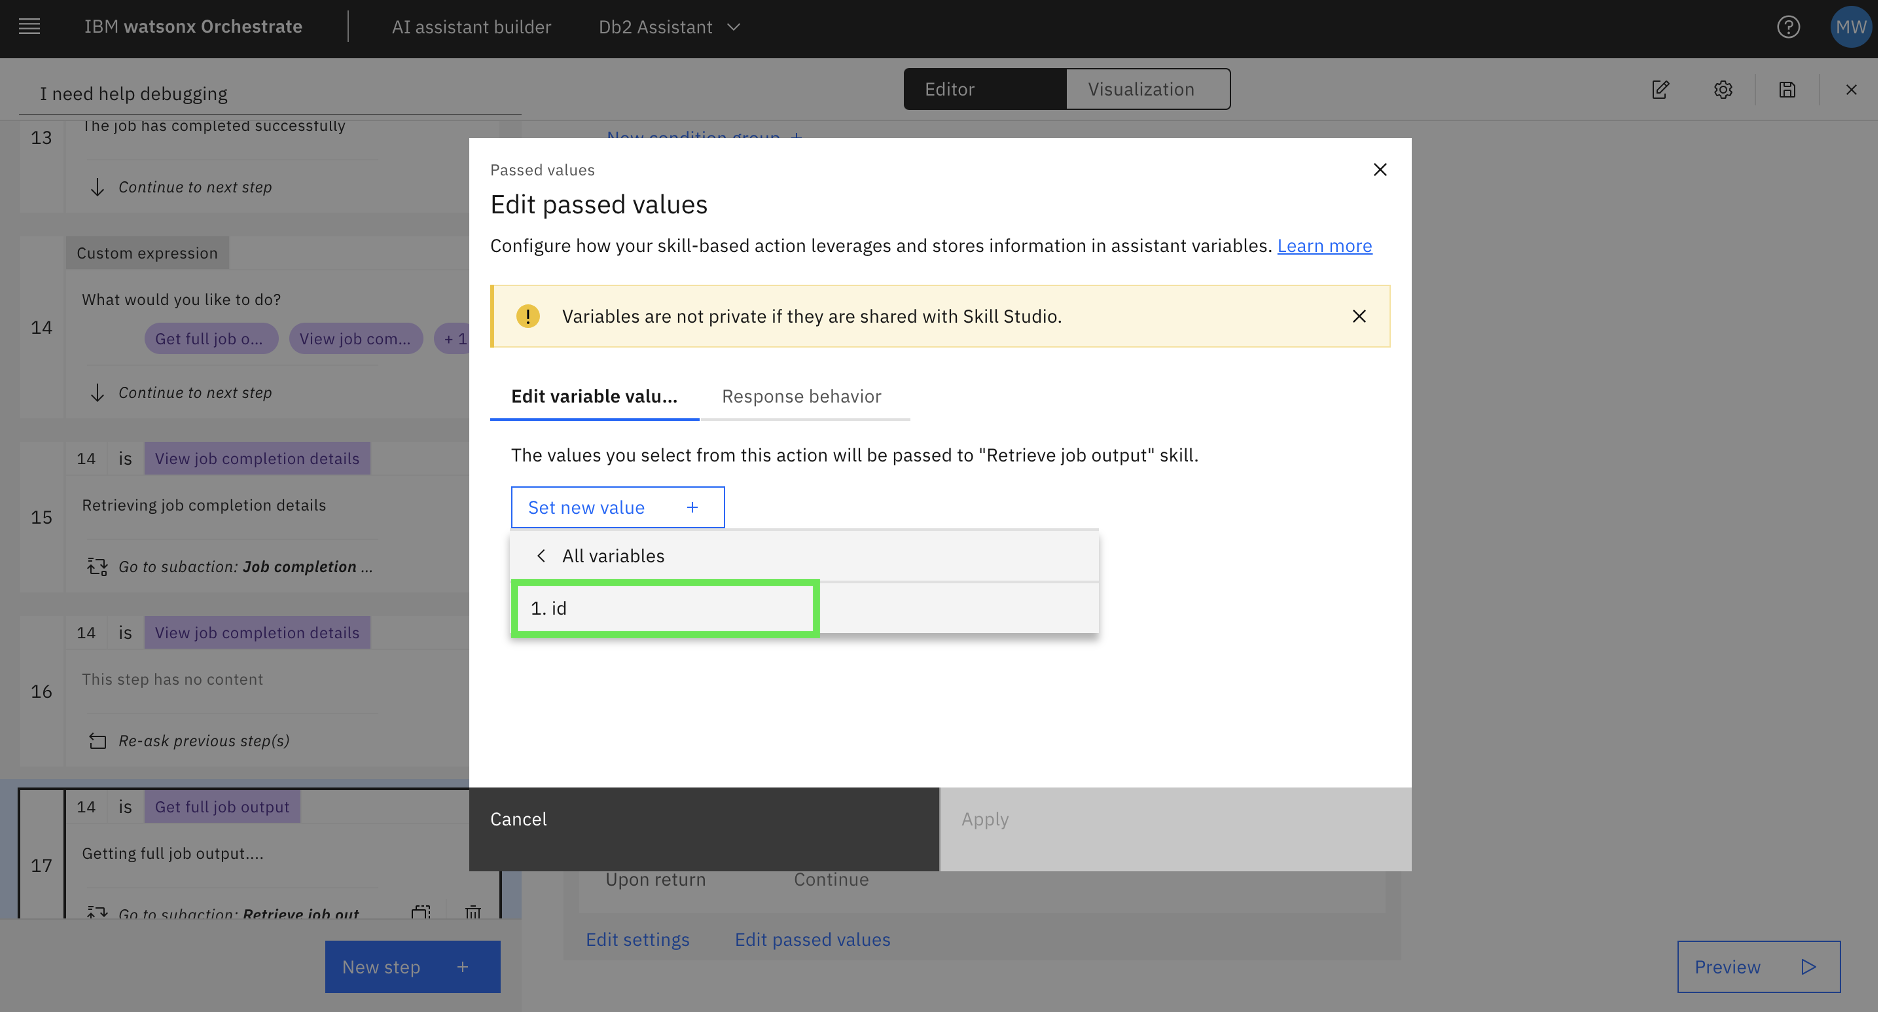 IBM watsonx Orchestrate
AI assistant builder
Db2 Assistant
MW
I need help debugging
Editor
Visualization
13
The job has completed successfully
Continue to next step
New condition group +
Custom expression
14
What would you like to do?
Get full job o...
View job com...
+ 1
Continue to next step
14 is View job completion details
15
Retrieving job completion details
Go to subaction: Job completion ...
14 is View job completion details
16
This step has no content
Re-ask previous step(s)
14 is Get full job output
17
Getting full job output....
Go to subaction: Retrieve job out
New step +
Passed values
Edit passed values
Configure how your skill-based action leverages and stores information in assistant variables. Learn more
Variables are not private if they are shared with Skill Studio.
Edit variable valu...
Response behavior
The values you select from this action will be passed to "Retrieve job output" skill.
Set new value +
All variables
1. id
Cancel
Apply
Upon return
Continue
Edit settings
Edit passed values
Preview